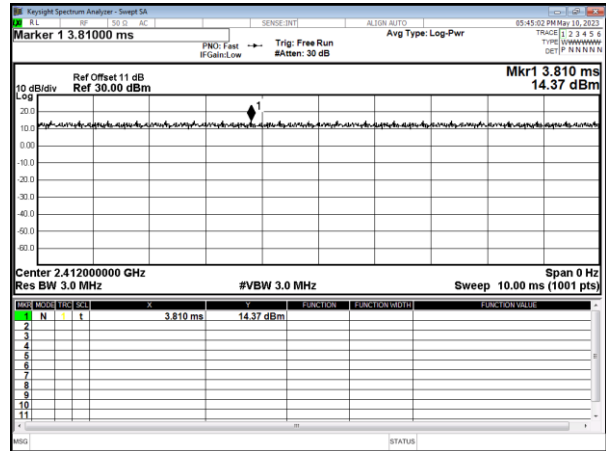 Keysight Spectrum Analyzer - Swept SA
RL RF 50 Ω AC SENSE:INT ALIGN AUTO 05:45:02 PM May 10, 2023
Marker 1 3.81000 ms
PNO: Fast
IFGain:Low
Trig: Free Run
#Atten: 30 dB
Avg Type: Log-Pwr
TRACE 1 2 3 4 5 6
TYPE WWWWWW
DET P N N N N N
Ref Offset 11 dB
10 dB/div Ref 30.00 dBm
Mkr1 3.810 ms
14.37 dBm
Log
1
20.0
10.0
0.00
-10.0
-20.0
-30.0
-40.0
-50.0
-60.0
Center 2.412000000 GHz Span 0 Hz
Res BW 3.0 MHz #VBW 3.0 MHz Sweep 10.00 ms (1001 pts)
MKR MODE TRC SCL X Y FUNCTION FUNCTION WIDTH FUNCTION VALUE
1 N 1 t 3.810 ms 14.37 dBm
2
3
4
5
6
7
8
9
10
11
MSG STATUS